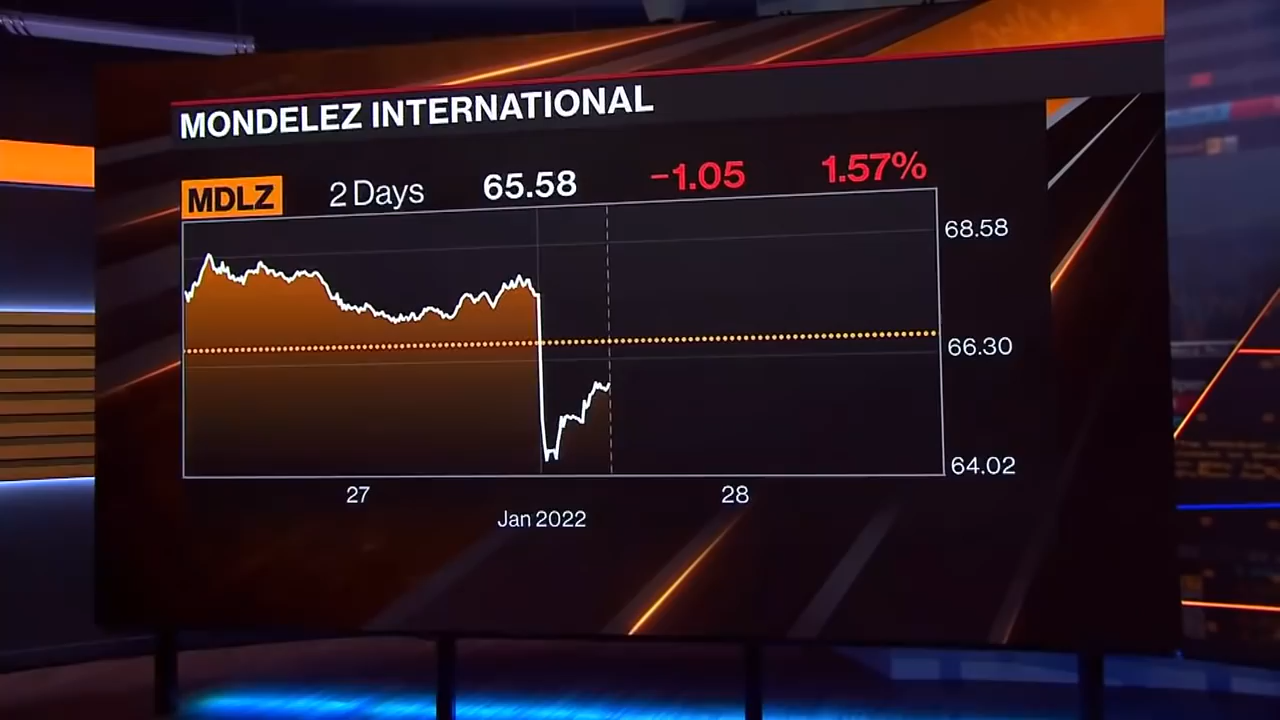 MONDELEZ INTERNATIONAL
MDLZ 2 Days 65.58 -1.05 1.57%
68.58
66.30
64.02
27 28
Jan 2022